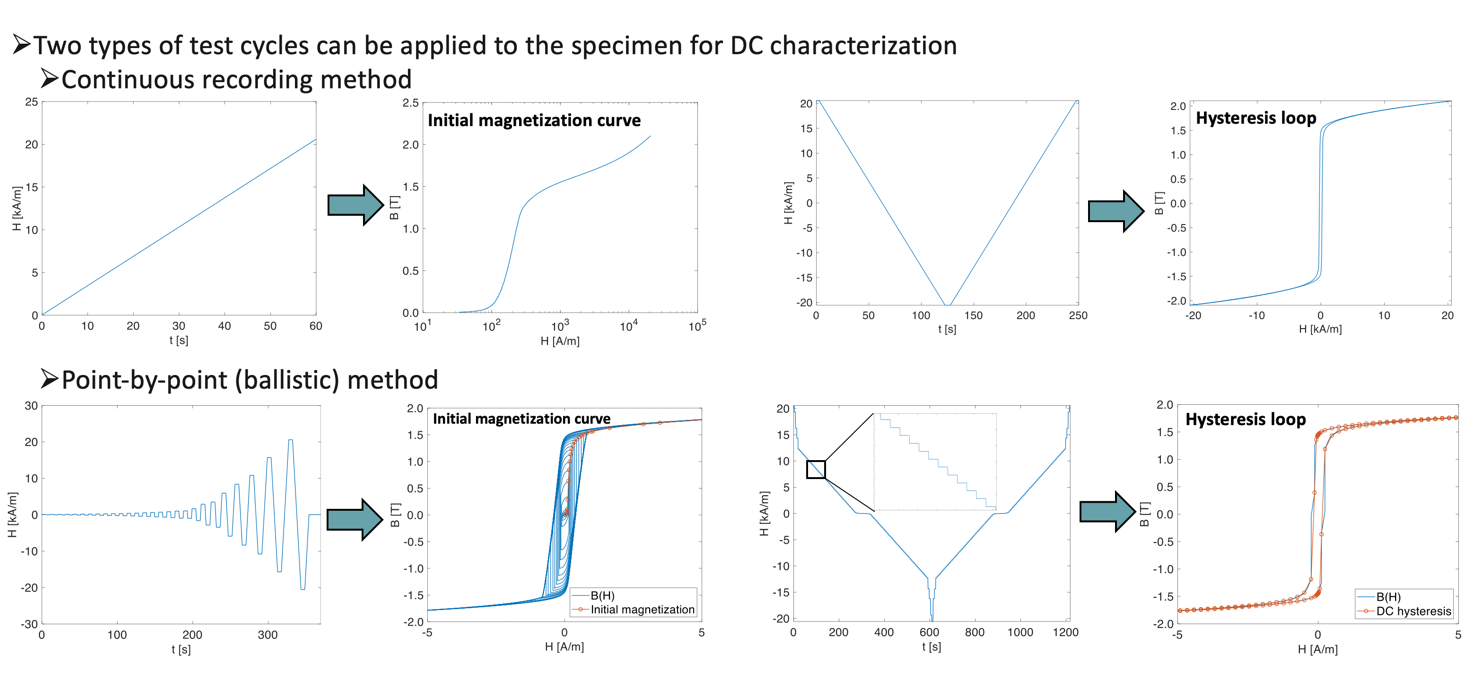 ➢Two types of test cycles can be applied to the specimen for DC characterization
➢Continuous recording method
25
20
15
10
5
0
H [kA/m]
0 10 20 30 40 50 60
t [s]
Initial magnetization curve
2.5
2.0
1.5
1.0
0.5
0.0
B [T]
10¹ 10² 10³ 10⁴ 10⁵
H [A/m]
20
15
10
5
0
-5
-10
-15
-20
H [kA/m]
0 50 100 150 200 250
t [s]
Hysteresis loop
2.0
1.5
1.0
0.5
0.0
-0.5
-1.0
-1.5
-2.0
B [T]
-20 -10 0 10 20
H [kA/m]
➢Point-by-point (ballistic) method
30
20
10
0
-10
-20
-30
H [kA/m]
0 100 200 300
t [s]
Initial magnetization curve
2.0
1.5
1.0
0.5
0.0
-0.5
-1.0
-1.5
-2.0
B [T]
B(H)
Initial magnetization
-5 0 5
H [A/m]
20
15
10
5
0
-5
-10
-15
-20
H [kA/m]
0 200 400 600 800 1000 1200
t [s]
Hysteresis loop
2.0
1.5
1.0
0.5
0.0
-0.5
-1.0
-1.5
-2.0
B [T]
B(H)
DC hysteresis
-5 0 5
H [A/m]